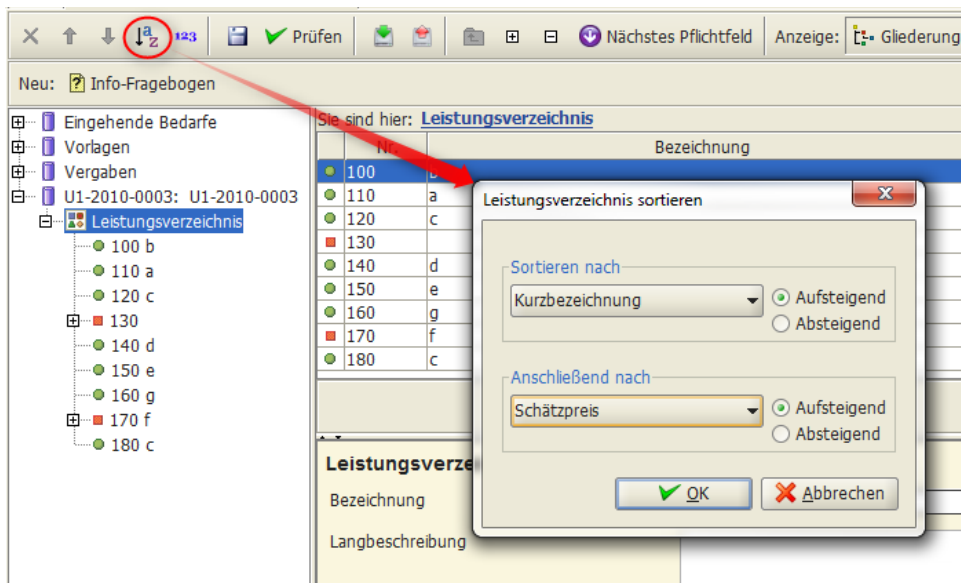 a z 123 Prüfen Nächstes Pflichtfeld Anzeige: Gliederung
Neu: Info-Fragebogen
Eingehende Bedarfe
Vorlagen
Vergaben
U1-2010-0003: U1-2010-0003
Leistungsverzeichnis
100 b
110 a
120 c
130
140 d
150 e
160 g
170 f
180 c
Sie sind hier: Leistungsverzeichnis
Nr. Bezeichnung
100 b
110 a
120 c
130
140 d
150 e
160 g
170 f
180 c
Leistungsverzeichnis sortieren
Sortieren nach
Kurzbezeichnung
Aufsteigend
Absteigend
Anschließend nach
Schätzpreis
Aufsteigend
Absteigend
OK Abbrechen
Leistungsverze
Bezeichnung
Langbeschreibung